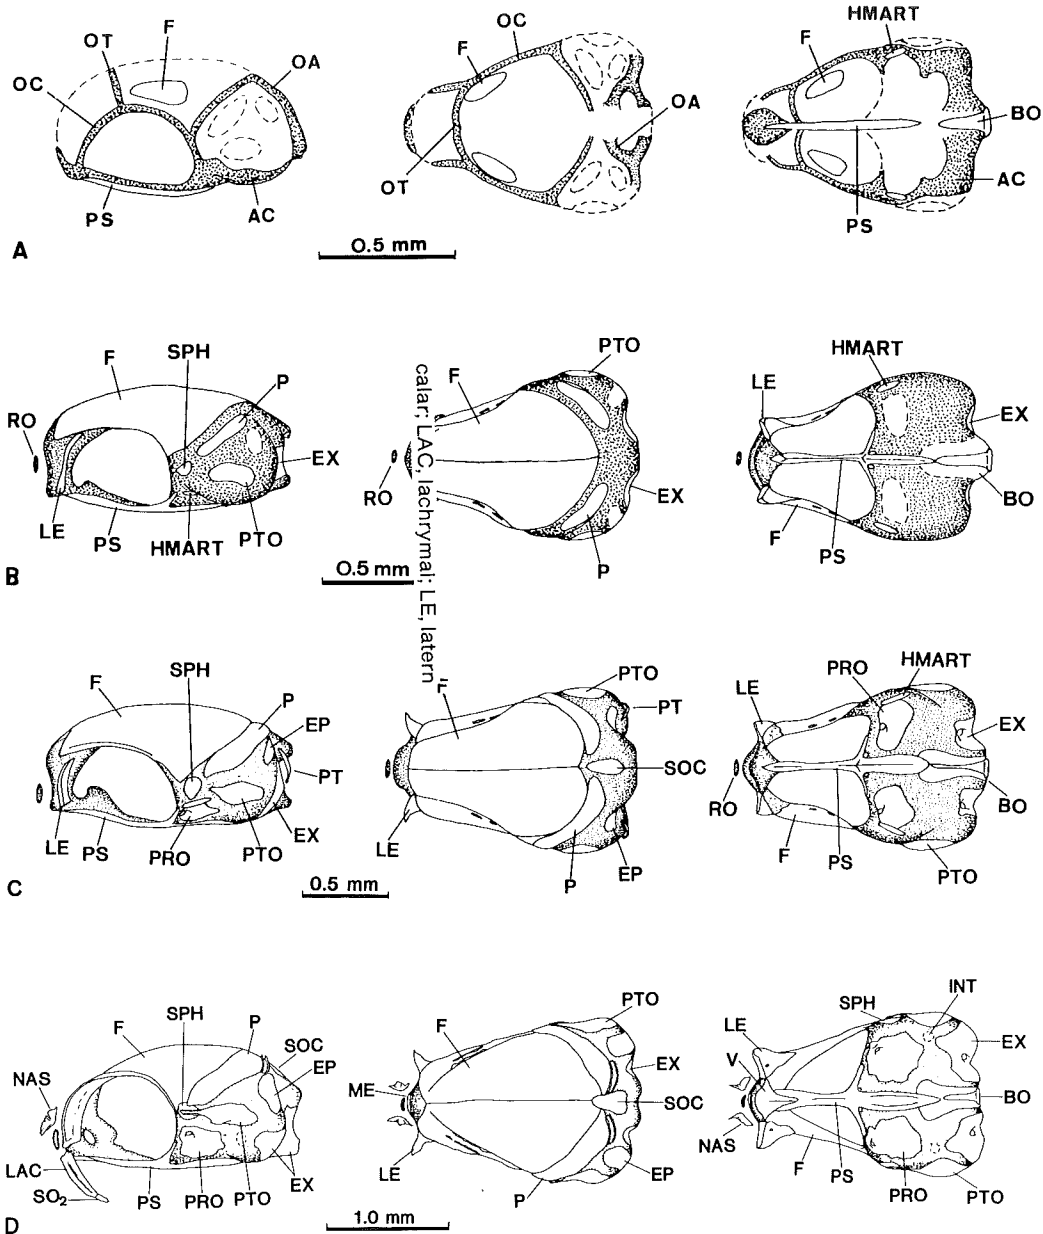 OT F OA
OC
PS AC
A
OC
F
OA
OT
HMART
F
BO
AC
PS
0.5 mm
F SPH P
RO
EX
LE PS HMART PTO
B
PTO
F
RO
EX
P
HMART
LE
EX
BO
F PS
0.5 mm
calar; LAC, lachrymal; LE, latern
SPH
F P
EP
PT
LE PS PRO PTO EX
C
F PTO
PT
SOC
LE
P EP
PRO HMART
LE
EX
RO BO
F PS PTO
0.5 mm
F SPH P
SOC
EP
NAS
LAC
SO2
PS PRO PTO EX
D
F PTO
EX
ME
SOC
LE
P EP
SPH INT
LE EX
V
BO
NAS
F PS PRO PTO
1.0 mm